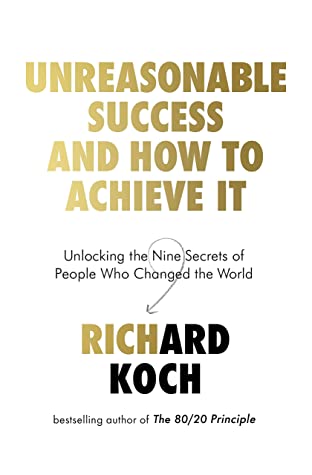 UNREASONABLE
SUCCESS
AND HOW TO
ACHIEVE IT
Unlocking the Nine Secrets of
People Who Changed the World
RICHARD
KOCH
bestselling author of The 80/20 Principle